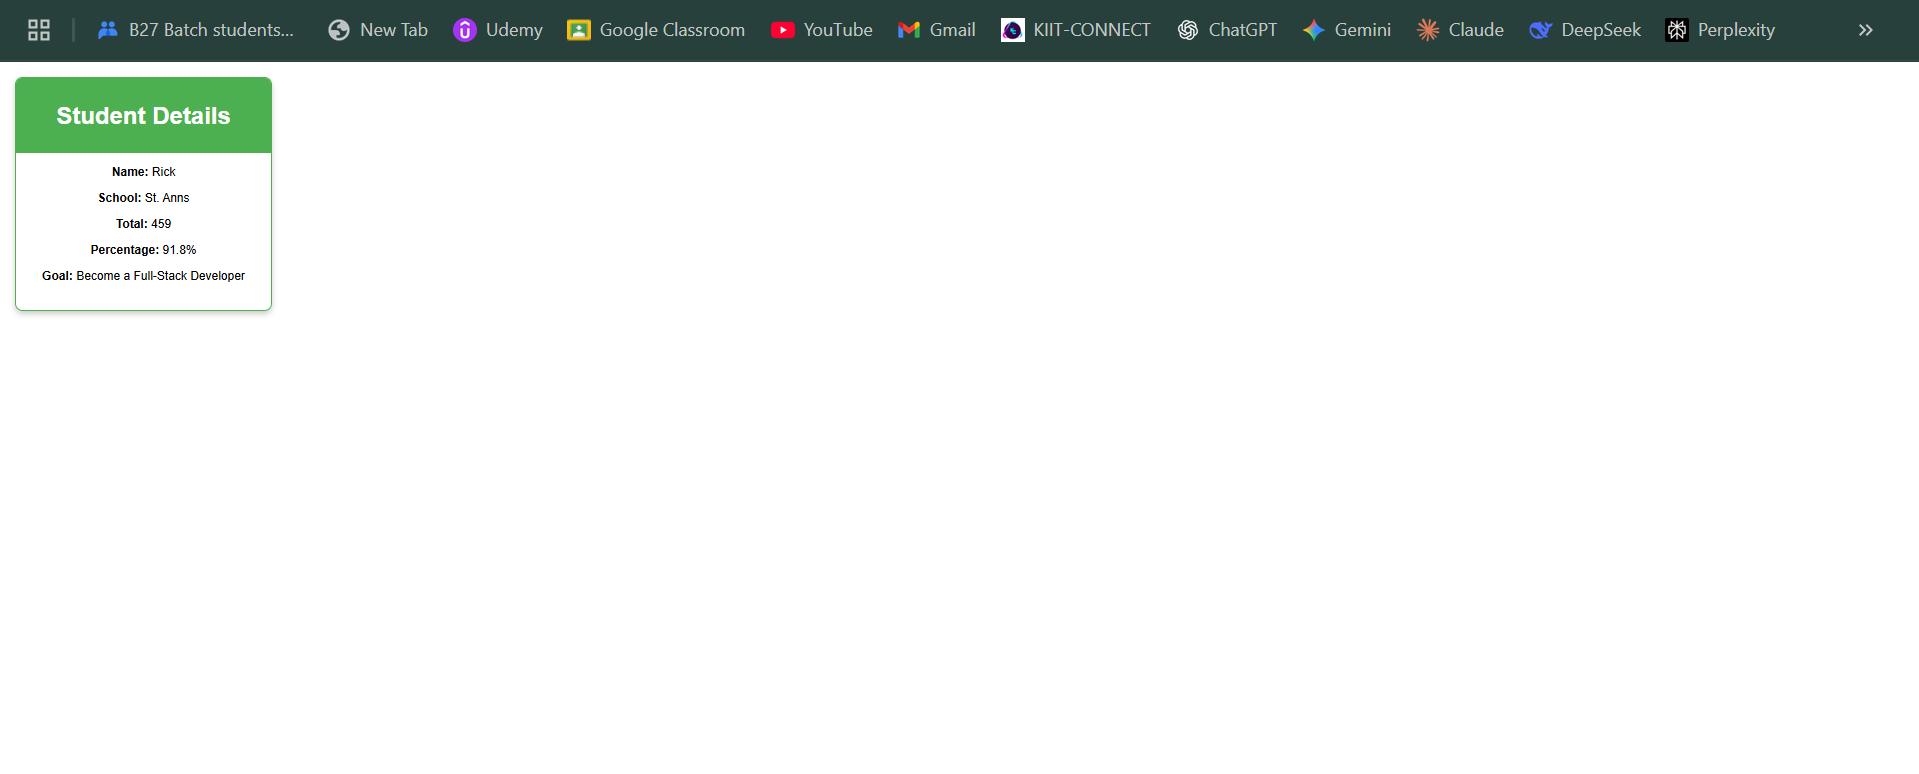 B27 Batch students... New Tab Udemy Google Classroom YouTube Gmail KIIT-CONNECT ChatGPT Gemini Claude DeepSeek Perplexity »
Student Details
Name: Rick
School: St. Anns
Total: 459
Percentage: 91.8%
Goal: Become a Full-Stack Developer